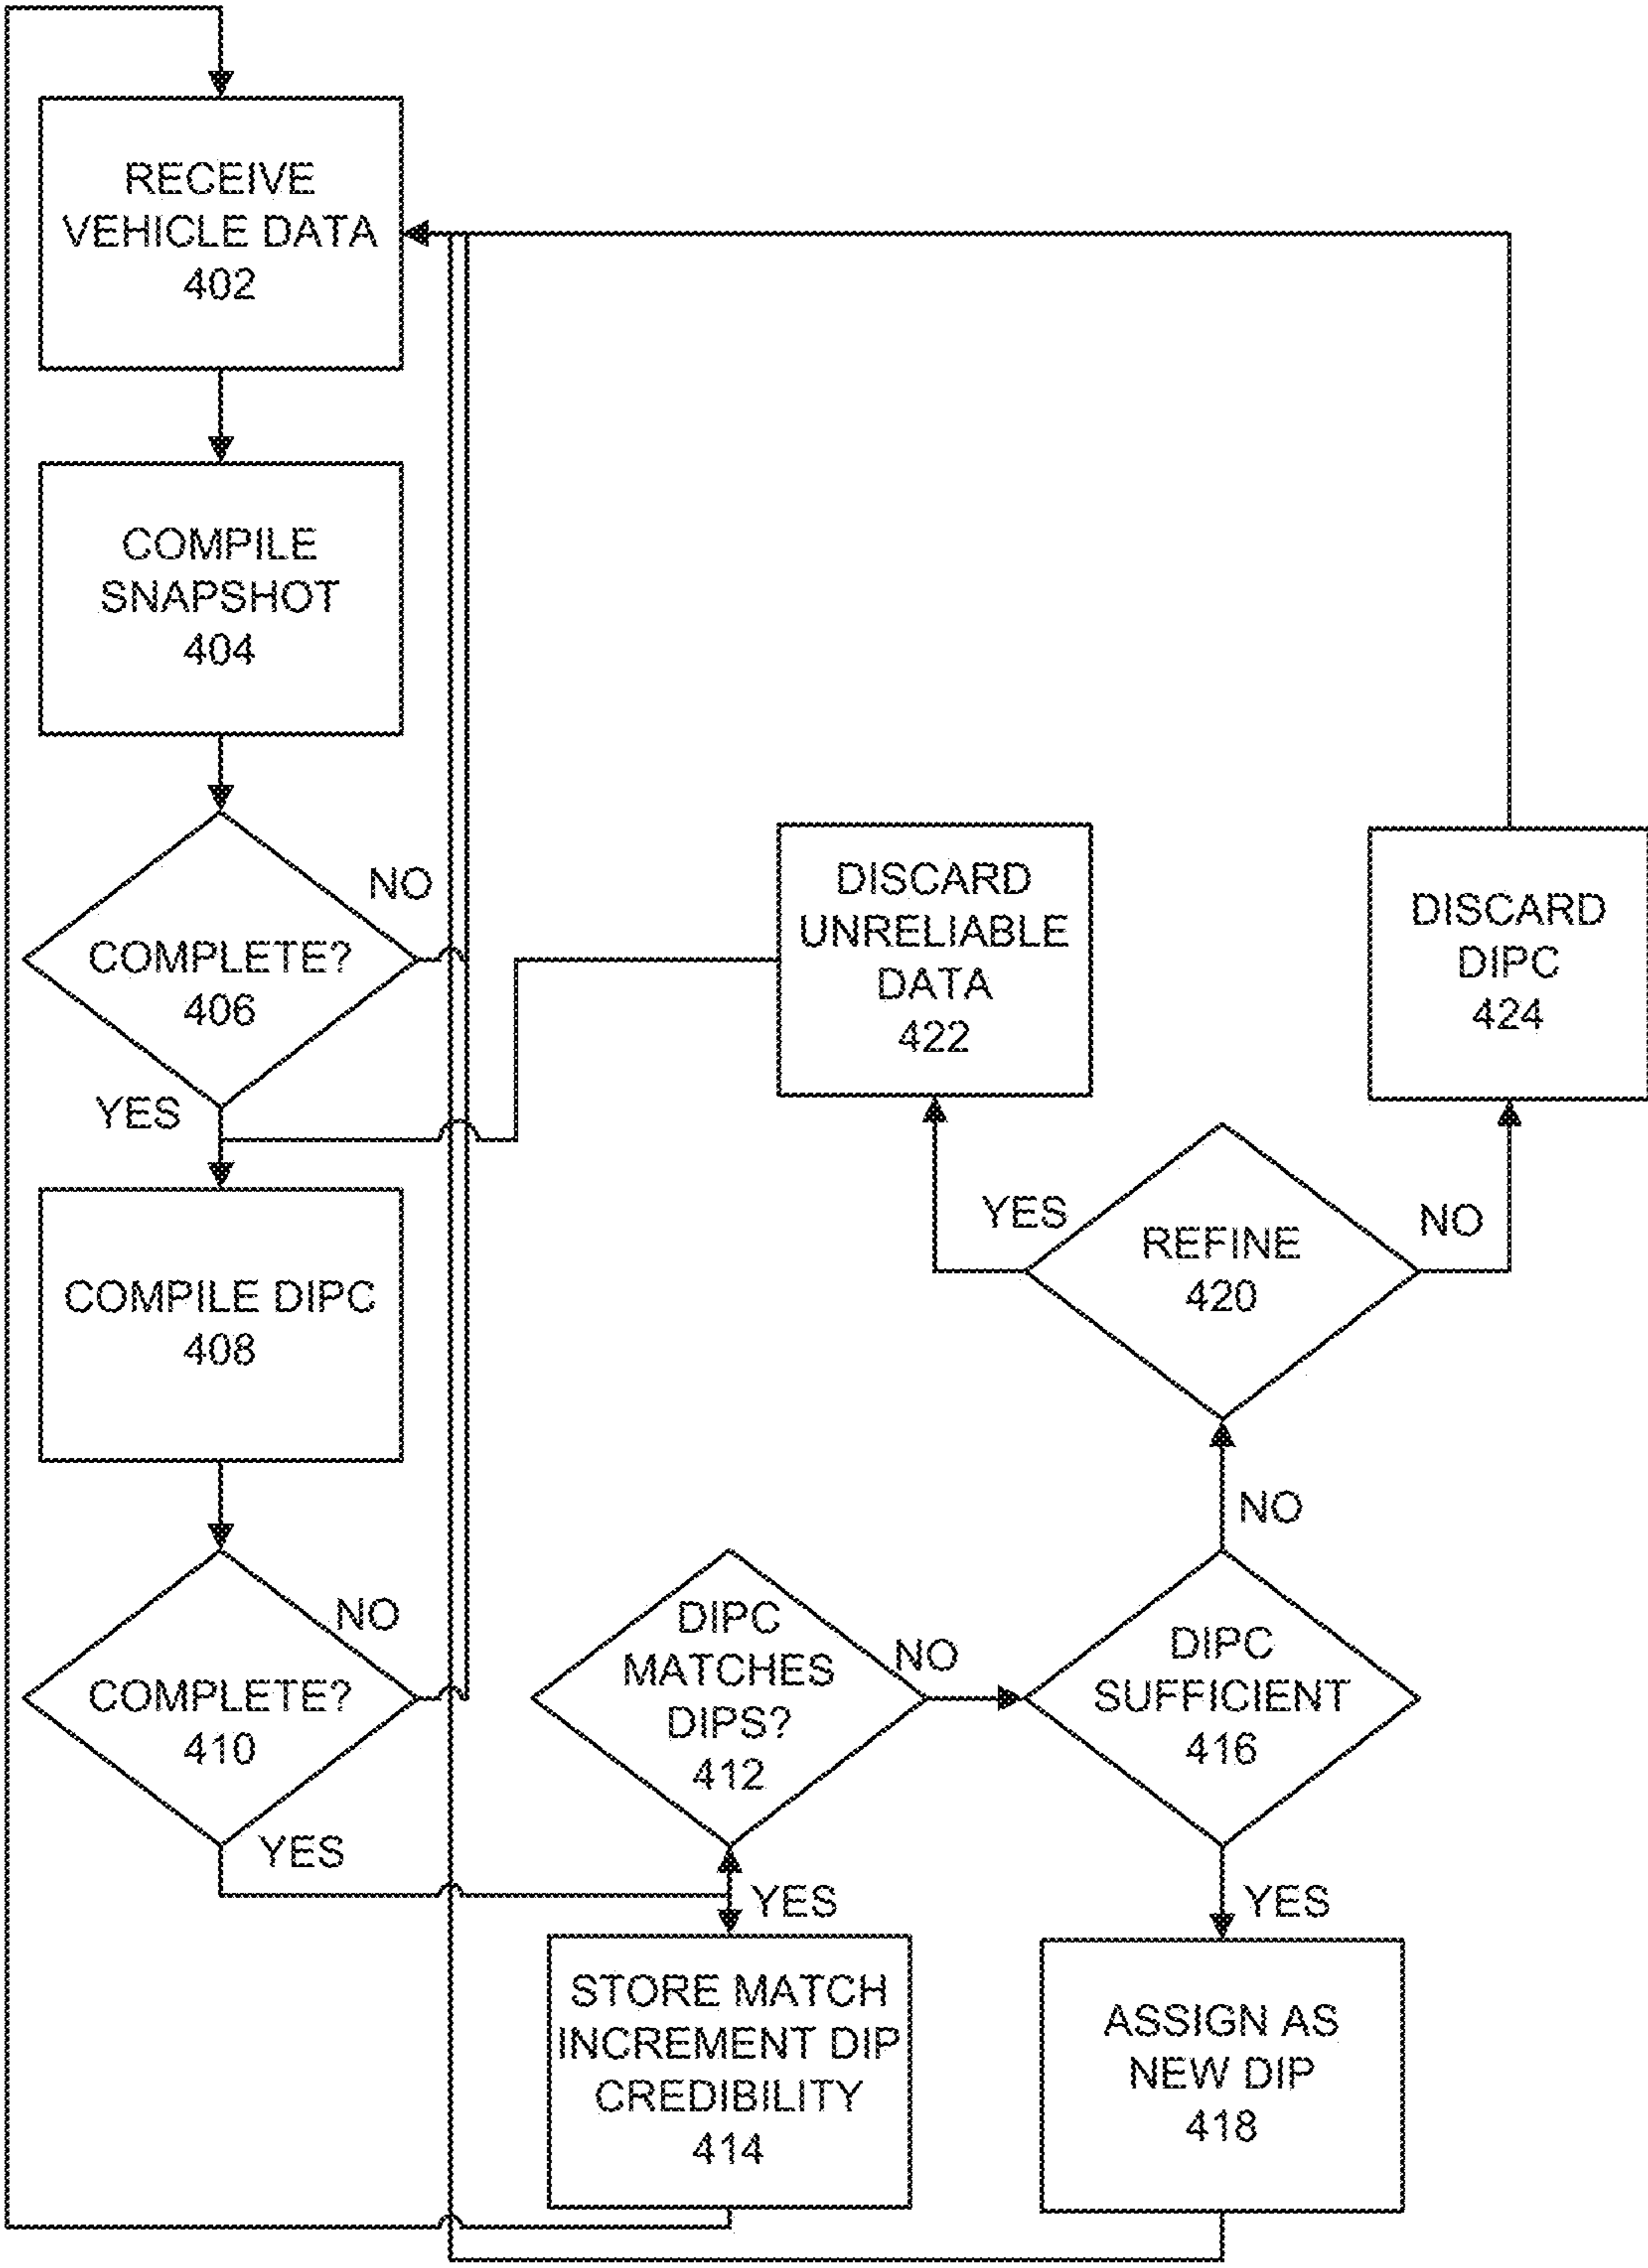 RECEIVE
VEHICLE DATA
402
COMPILE
SNAPSHOT
404
NO
COMPLETE?
406
YES
COMPILE DIPC
408
NO
COMPLETE?
410
YES
DIPC
MATCHES
DIPS?
412
NO
YES
STORE MATCH
INCREMENT DIP
CREDIBILITY
414
DIPC
SUFFICIENT
416
NO
YES
ASSIGN AS
NEW DIP
418
REFINE
420
YES
NO
DISCARD
UNRELIABLE
DATA
422
DISCARD
DIPC
424